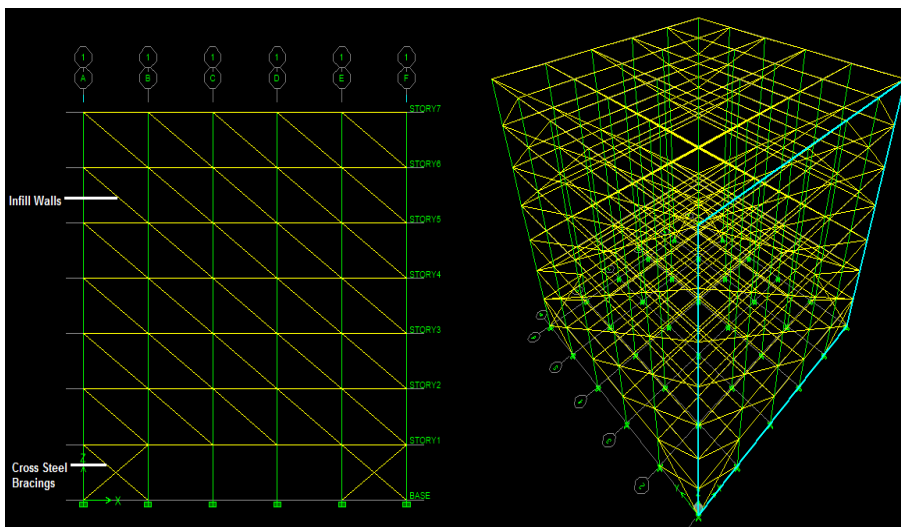 1 1 1 1 1 1
A B C D E F
STORY7
STORY6
Infill Walls
STORY5
STORY4
STORY3
STORY2
STORY1
Z
Cross Steel
Bracings
BASE
X
Y